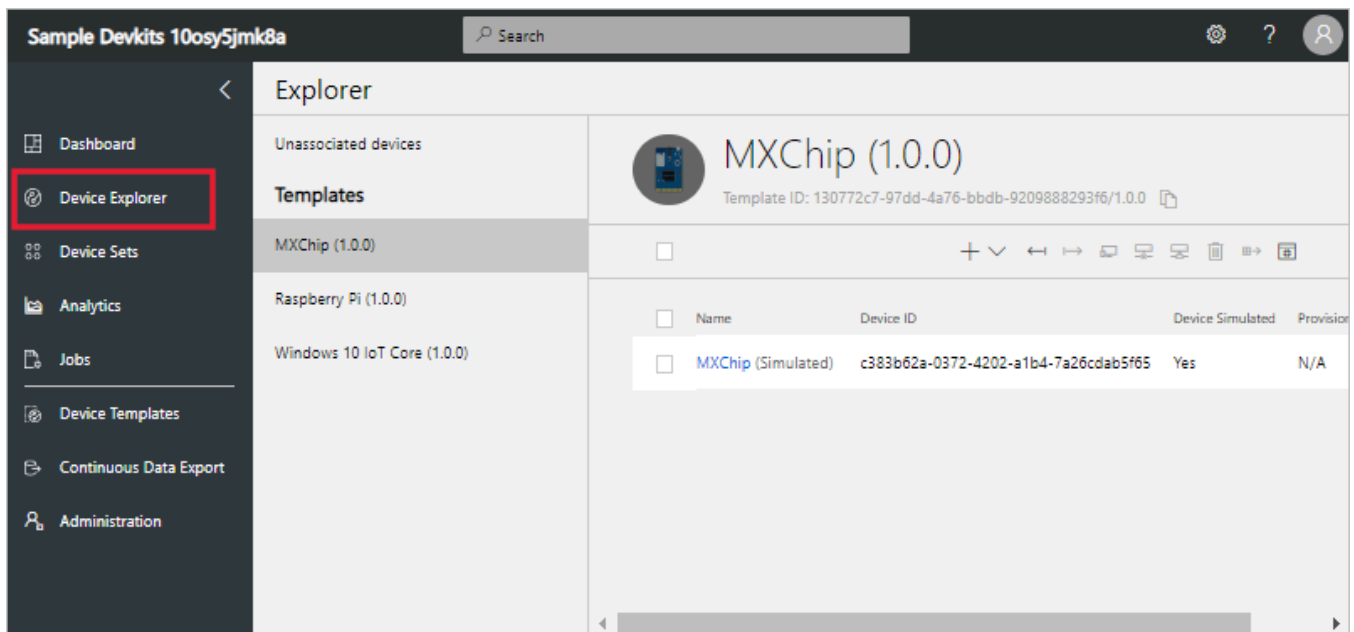 Sample Devkits 10osy5jmk8a
Search
?
Explorer
Dashboard
Device Explorer
Device Sets
Analytics
Jobs
Device Templates
Continuous Data Export
Administration
Unassociated devices
Templates
MXChip (1.0.0)
Raspberry Pi (1.0.0)
Windows 10 IoT Core (1.0.0)
MXChip (1.0.0)
Template ID: 130772c7-97dd-4a76-bbdb-9209888293f6/1.0.0
Name Device ID Device Simulated Provision
MXChip (Simulated) c383b62a-0372-4202-a1b4-7a26cdab5f65 Yes N/A